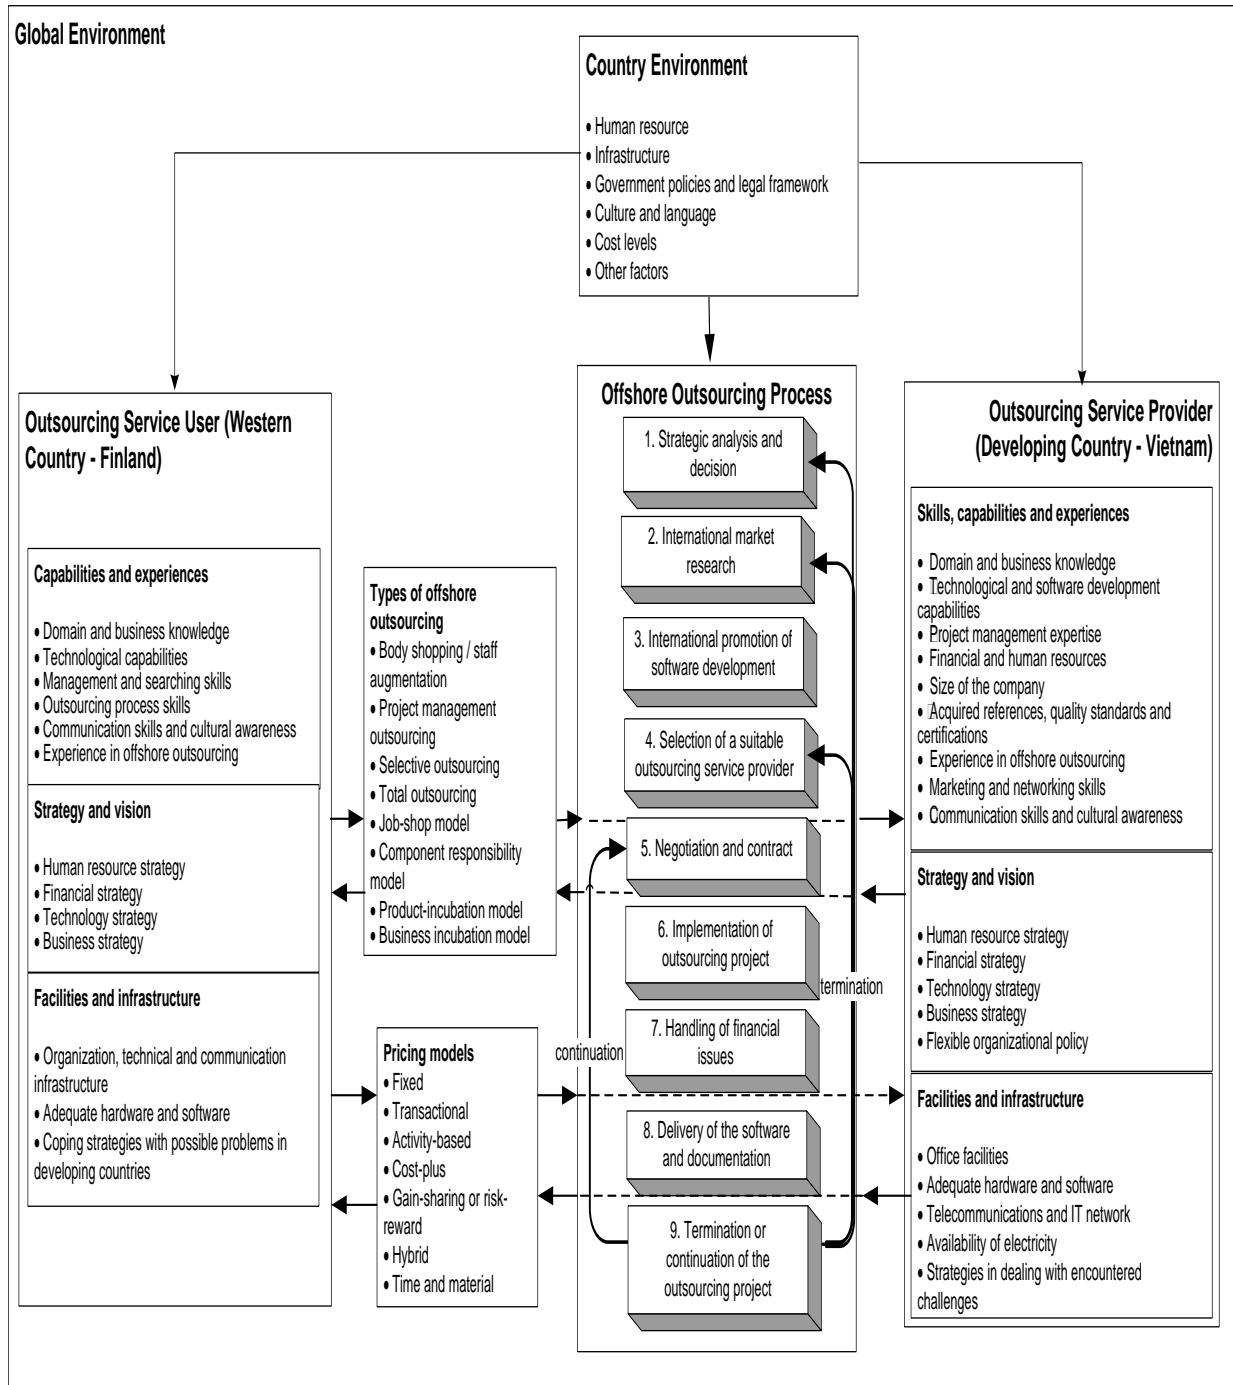 Global Environment
Country Environment
• Human resource
• Infrastructure
• Government policies and legal framework
• Culture and language
• Cost levels
• Other factors
Outsourcing Service User (Western
Country - Finland)
Capabilities and experiences
• Domain and business knowledge
• Technological capabilities
• Management and searching skills
• Outsourcing process skills
• Communication skills and cultural awareness
• Experience in offshore outsourcing
Strategy and vision
• Human resource strategy
• Financial strategy
• Technology strategy
• Business strategy
Facilities and infrastructure
• Organization, technical and communication
infrastructure
• Adequate hardware and software
• Coping strategies with possible problems in
developing countries
Types of offshore
outsourcing
• Body shopping / staff
augmentation
• Project management
outsourcing
• Selective outsourcing
• Total outsourcing
• Job-shop model
• Component responsibility
model
• Product-incubation model
• Business incubation model
Pricing models
• Fixed
• Transactional
• Activity-based
• Cost-plus
• Gain-sharing or risk-
reward
• Hybrid
• Time and material
Offshore Outsourcing Process
1. Strategic analysis and
decision
2. International market
research
3. International promotion of
software development
4. Selection of a suitable
outsourcing service provider
5. Negotiation and contract
6. Implementation of
outsourcing project
termination
7. Handling of financial
issues
continuation
8. Delivery of the software
and documentation
9. Termination or
continuation of the
outsourcing project
Outsourcing Service Provider
(Developing Country - Vietnam)
Skills, capabilities and experiences
• Domain and business knowledge
• Technological and software development
capabilities
• Project management expertise
• Financial and human resources
• Size of the company
• Acquired references, quality standards and
certifications
• Experience in offshore outsourcing
• Marketing and networking skills
• Communication skills and cultural awareness
Strategy and vision
• Human resource strategy
• Financial strategy
• Technology strategy
• Business strategy
• Flexible organizational policy
Facilities and infrastructure
• Office facilities
• Adequate hardware and software
• Telecommunications and IT network
• Availability of electricity
• Strategies in dealing with encountered
challenges